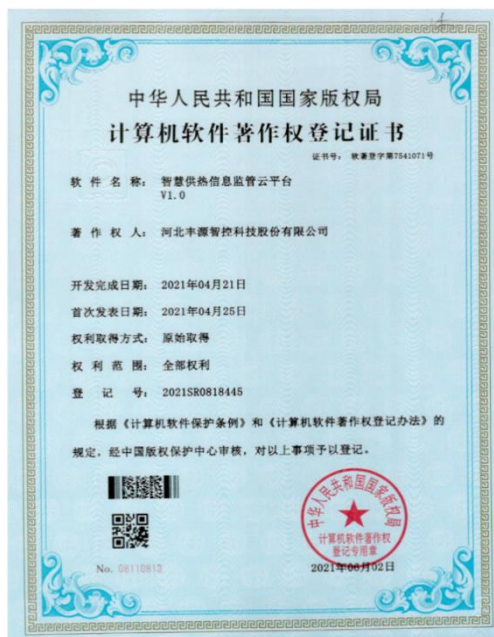 中华人民共和国国家版权局
计算机软件著作权登记证书
证书号： 软著登字第7541071号
软件名称： 智慧供热信息监管云平台
V1.0
著作权人： 河北丰源智控科技股份有限公司
开发完成日期： 2021年04月21日
首次发表日期： 2021年04月25日
权利取得方式： 原始取得
权利范围： 全部权利
登记号： 2021SR0818445
根据《计算机软件保护条例》和《计算机软件著作权登记办法》的
规定，经中国版权保护中心审核，对以上事项予以登记。
中华人民共和国国家版权局
计算机软件著作权
登记专用章
No. 08110813
2021年06月02日